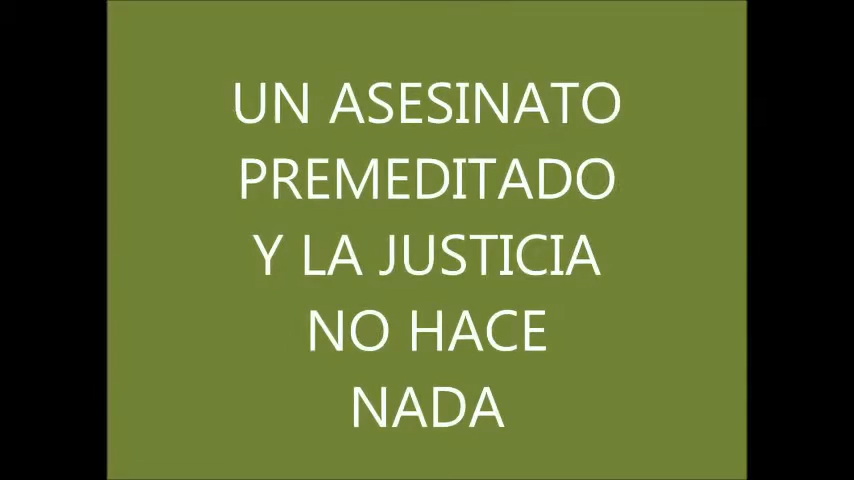 UN ASESINATO
PREMEDITADO
Y LA JUSTICIA
NO HACE
NADA